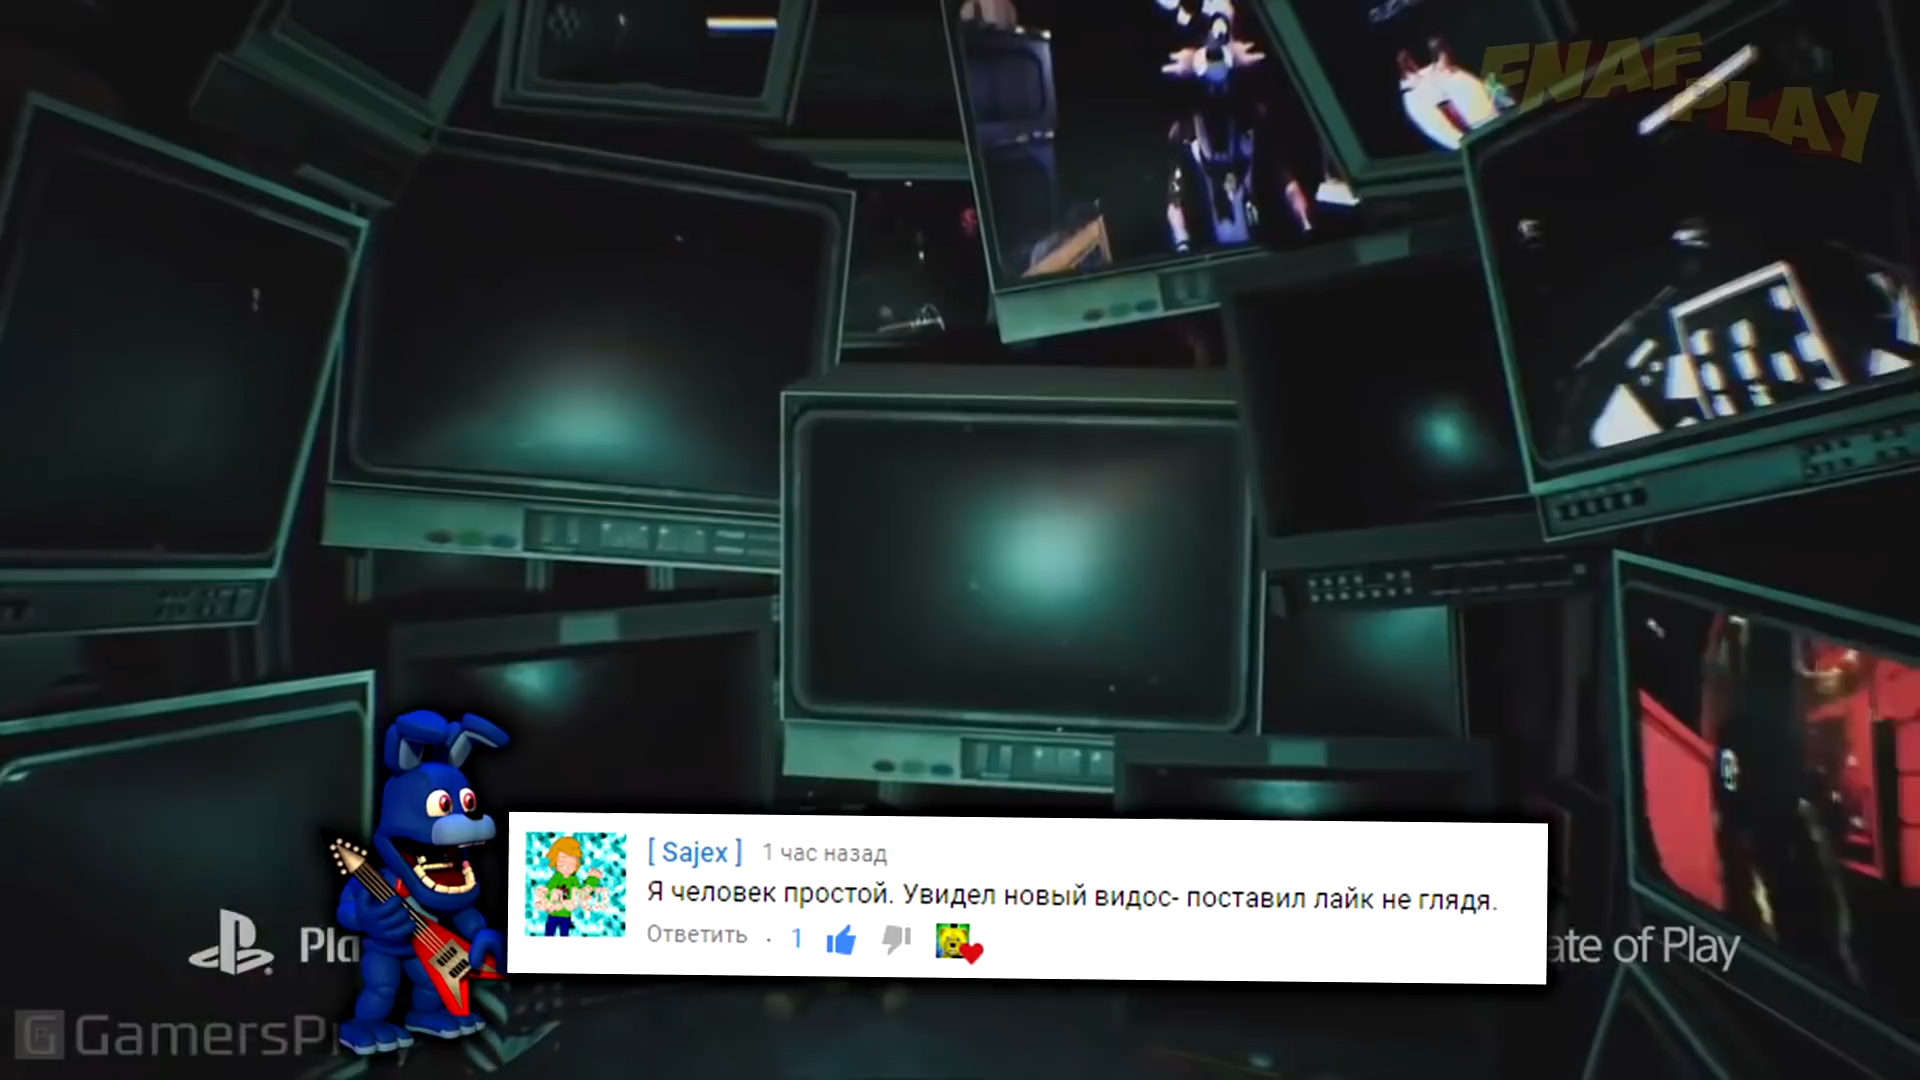 FNAF
PLAY
[ Sajex ] 1 час назад
Я человек простой. Увидел новый видос- поставил лайк не глядя.
Ответить · 1
Pla
ate of Play
GamersPr